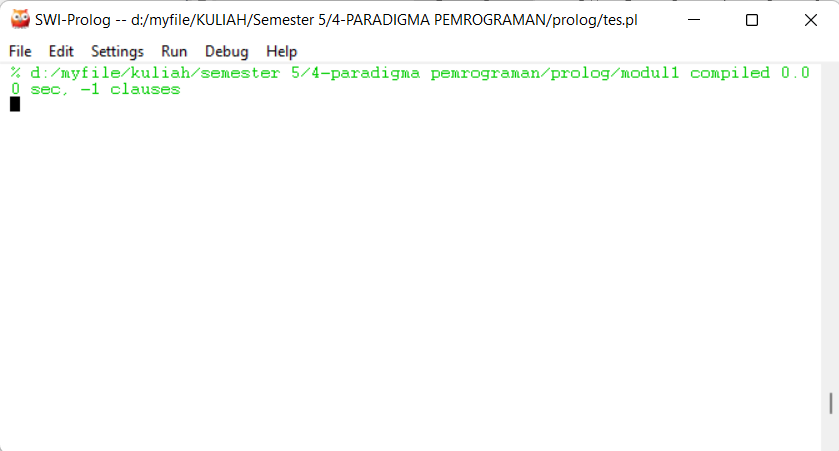 SWI-Prolog -- d:/myfile/KULIAH/Semester 5/4-PARADIGMA PEMROGRAMAN/prolog/tes.pl
File Edit Settings Run Debug Help
% d:/myfile/kuliah/semester 5/4-paradigma pemrograman/prolog/modul1 compiled 0.0
0 sec, -1 clauses